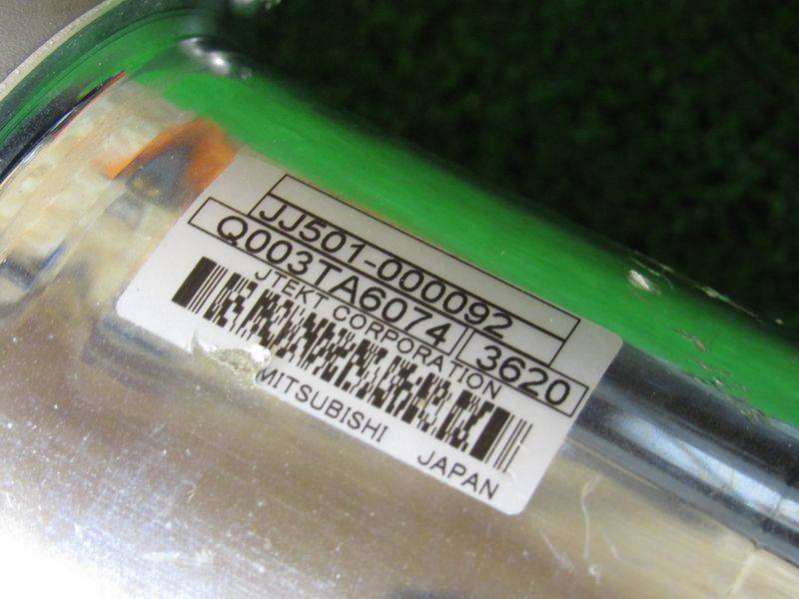 JJ501-000092
Q003TA6074 3620
JTEKT CORPORATION
MITSUBISHI JAPAN